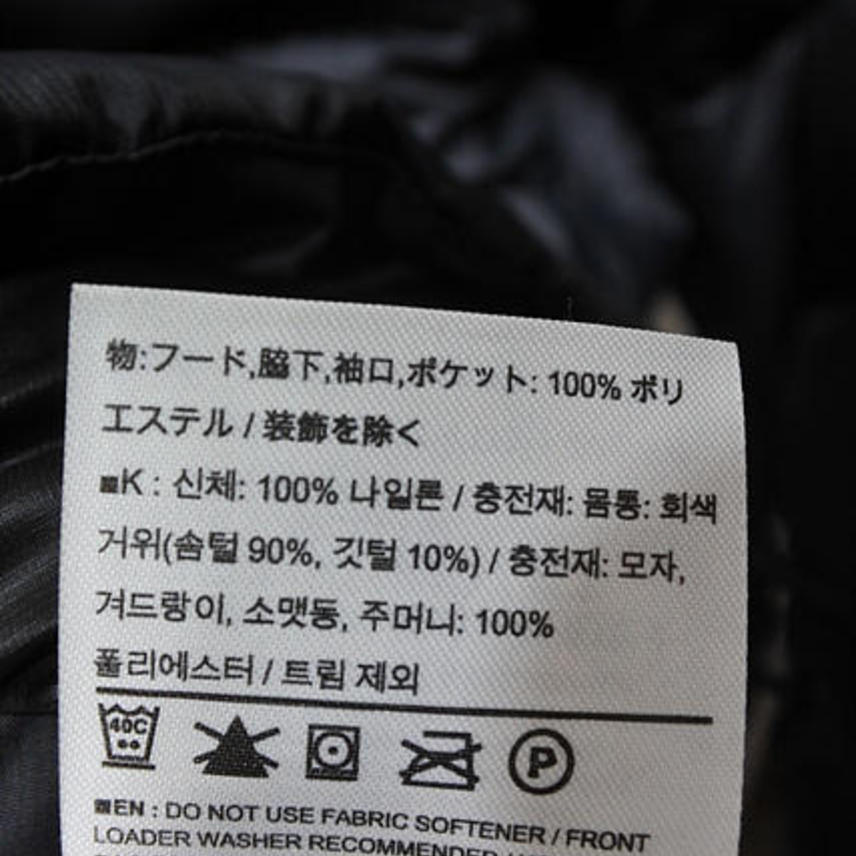 物:フード,脇下,袖口,ポケット: 100% ポリ
エステル / 装飾を除く
■K : 신체: 100% 나일론 / 충전재: 몸통: 회색
거위(솜털 90%, 깃털 10%) / 충전재: 모자,
겨드랑이, 소맷동, 주머니: 100%
폴리에스터 / 트림 제외
40C
P
■EN : DO NOT USE FABRIC SOFTENER / FRONT
LOADER WASHER RECOMMENDED